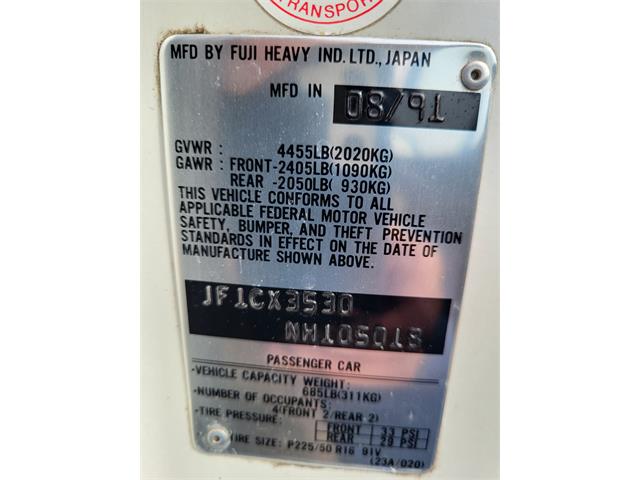 TRANSPORT
MFD BY FUJI HEAVY IND. LTD., JAPAN
MFD IN 08/91
GVWR : 4455LB(2020KG)
GAWR : FRONT-2405LB(1090KG)
REAR -2050LB( 930KG)
THIS VEHICLE CONFORMS TO ALL
APPLICABLE FEDERAL MOTOR VEHICLE
SAFETY, BUMPER, AND THEFT PREVENTION
STANDARDS IN EFFECT ON THE DATE OF
MANUFACTURE SHOWN ABOVE.
JF1CX3530
PASSENGER CAR
-VEHICLE CAPACITY WEIGHT:
685LB(311KG)
-NUMBER OF OCCUPANTS:
4(FRONT 2/REAR 2)
-TIRE PRESSURE: FRONT 33 PSI
REAR 29 PSI
TIRE SIZE: P225/50 R16 91V
(23A/020)